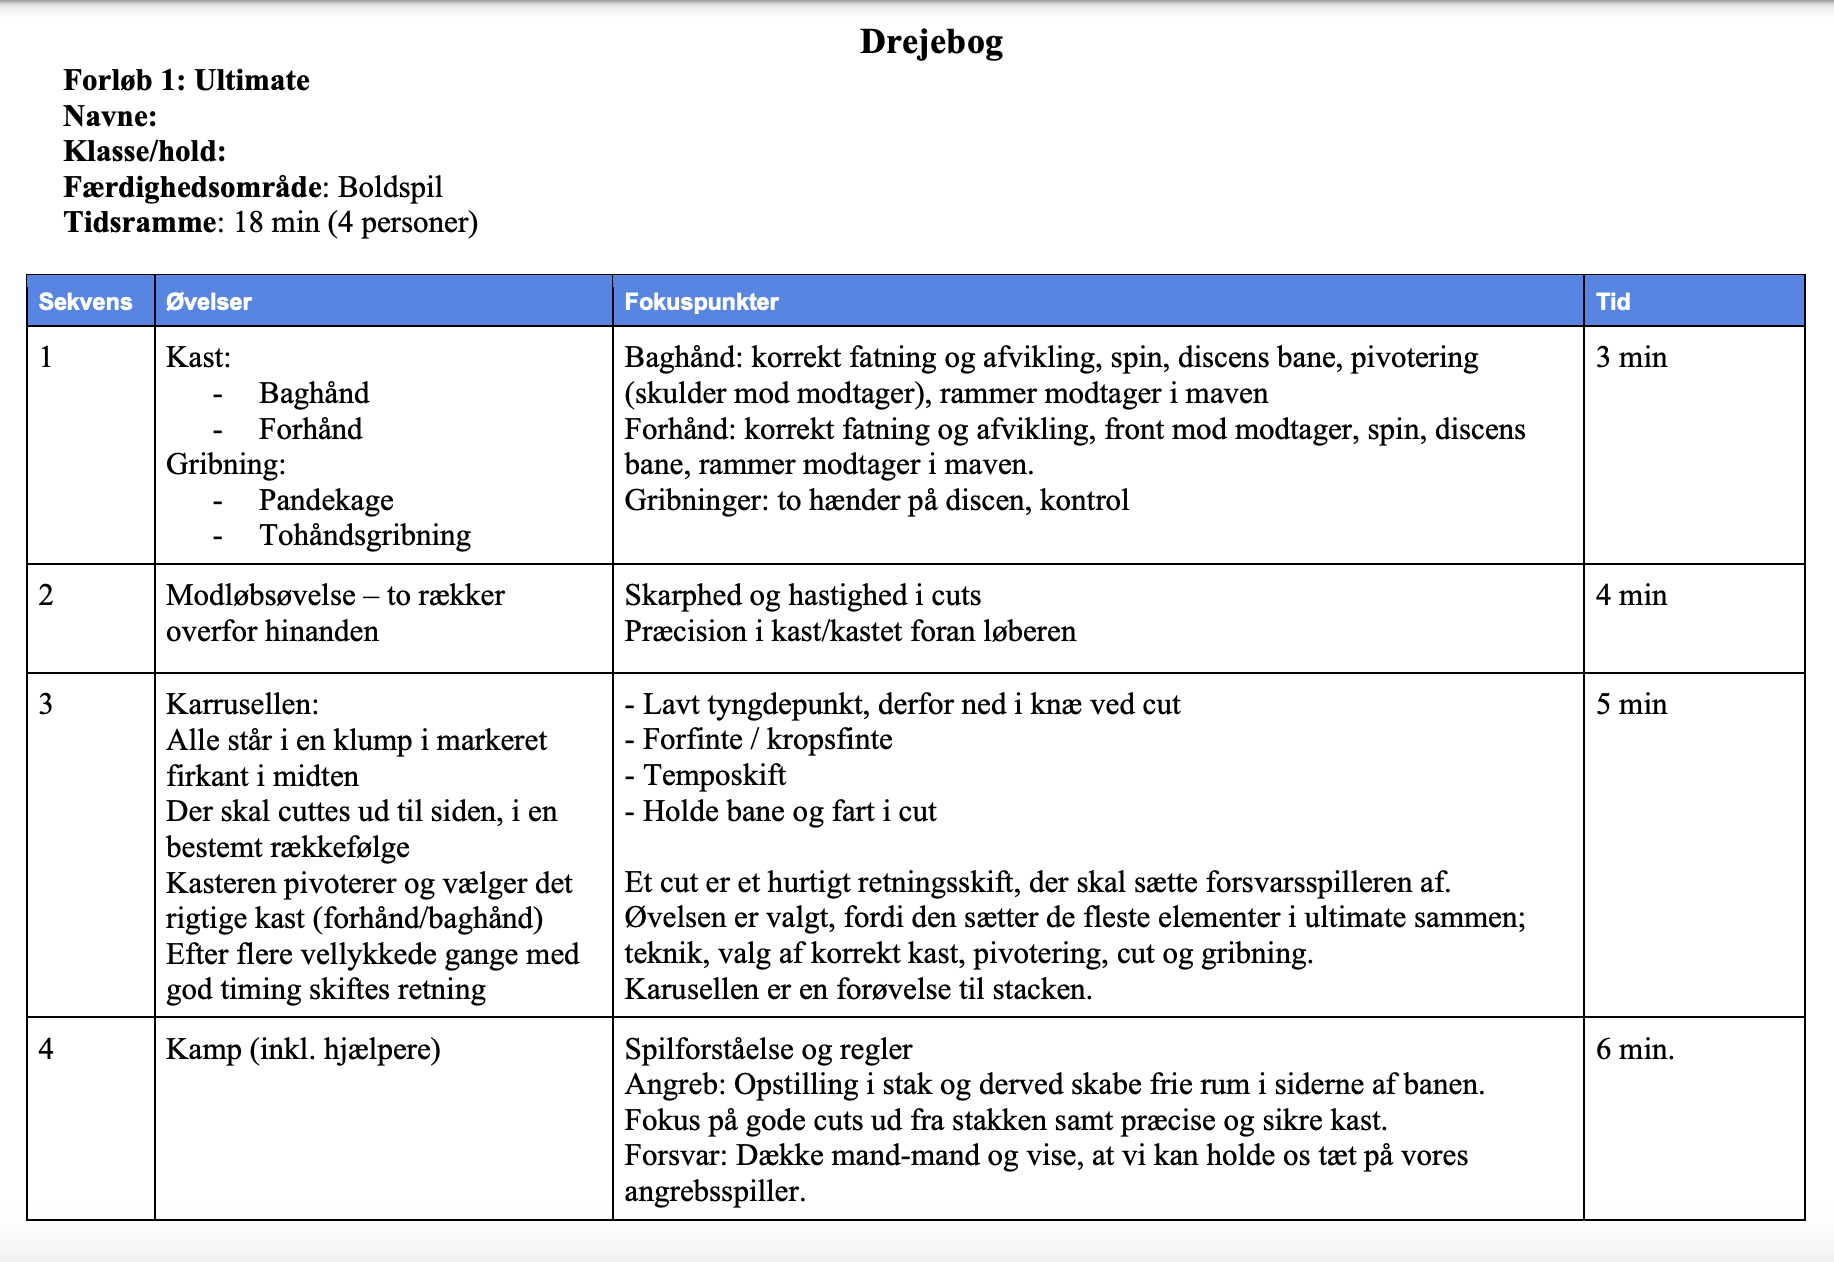 Drejebog
Forløb 1: Ultimate
Navne:
Klasse/hold:
Færdighedsområde: Boldspil
Tidsramme: 18 min (4 personer)
Sekvens Øvelser Fokuspunkter Tid
1
Kast:
- Baghånd
- Forhånd
Gribning:
- Pandekage
- Tohåndsgribning
Baghånd: korrekt fatning og afvikling, spin, discens bane, pivotering
(skulder mod modtager), rammer modtager i maven
Forhånd: korrekt fatning og afvikling, front mod modtager, spin, discens
bane, rammer modtager i maven.
Gribninger: to hænder på discen, kontrol
3 min
2
Modløbsøvelse – to rækker
overfor hinanden
Skarphed og hastighed i cuts
Præcision i kast/kastet foran løberen
4 min
3
Karrusellen:
Alle står i en klump i markeret
firkant i midten
Der skal cuttes ud til siden, i en
bestemt rækkefølge
Kasteren pivoterer og vælger det
rigtige kast (forhånd/baghånd)
Efter flere vellykkede gange med
god timing skiftes retning
- Lavt tyngdepunkt, derfor ned i knæ ved cut
- Forfinte / kropsfinte
- Temposkift
- Holde bane og fart i cut
Et cut er et hurtigt retningsskift, der skal sætte forsvarsspilleren af.
Øvelsen er valgt, fordi den sætter de fleste elementer i ultimate sammen;
teknik, valg af korrekt kast, pivotering, cut og gribning.
Karusellen er en forøvelse til stacken.
5 min
4
Kamp (inkl. hjælpere)
Spilforståelse og regler
Angreb: Opstilling i stak og derved skabe frie rum i siderne af banen.
Fokus på gode cuts ud fra stakken samt præcise og sikre kast.
Forsvar: Dække mand-mand og vise, at vi kan holde os tæt på vores
angrebsspiller.
6 min.